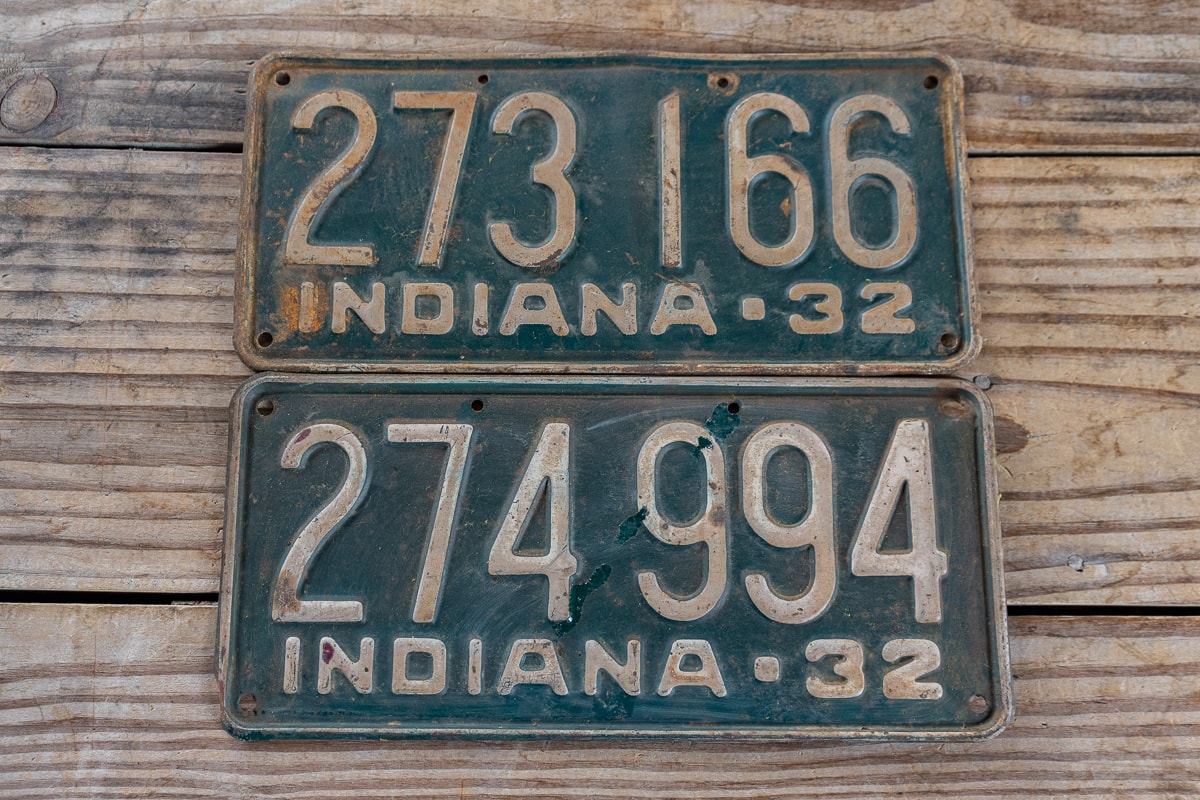 273 166
INDIANA · 32
274 994
INDIANA · 32